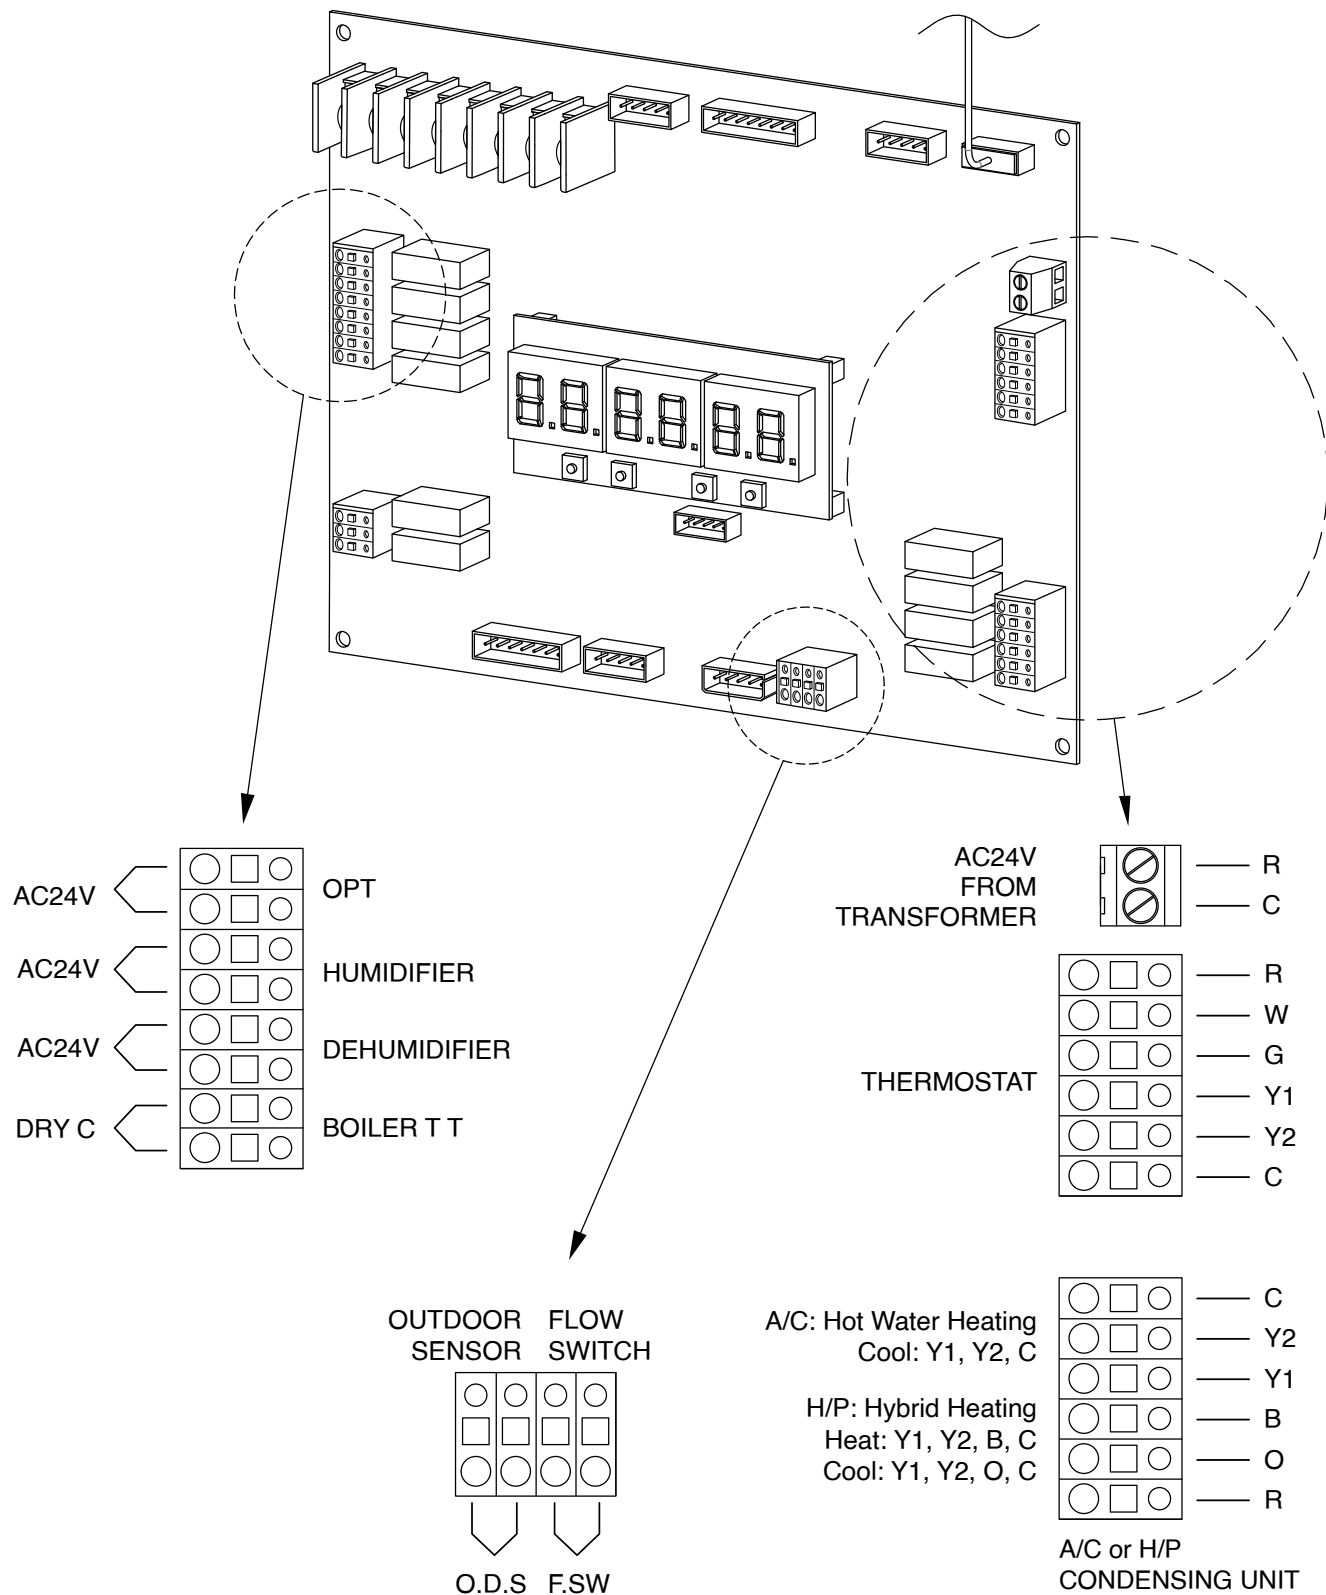 AC24V
OPT
AC24V
HUMIDIFIER
AC24V
DEHUMIDIFIER
DRY C
BOILER T T
OUTDOOR
SENSOR
FLOW
SWITCH
O.D.S
F.SW
AC24V
FROM
TRANSFORMER
R
C
THERMOSTAT
R
W
G
Y1
Y2
C
A/C: Hot Water Heating
Cool: Y1, Y2, C
H/P: Hybrid Heating
Heat: Y1, Y2, B, C
Cool: Y1, Y2, O, C
C
Y2
Y1
B
O
R
A/C or H/P
CONDENSING UNIT